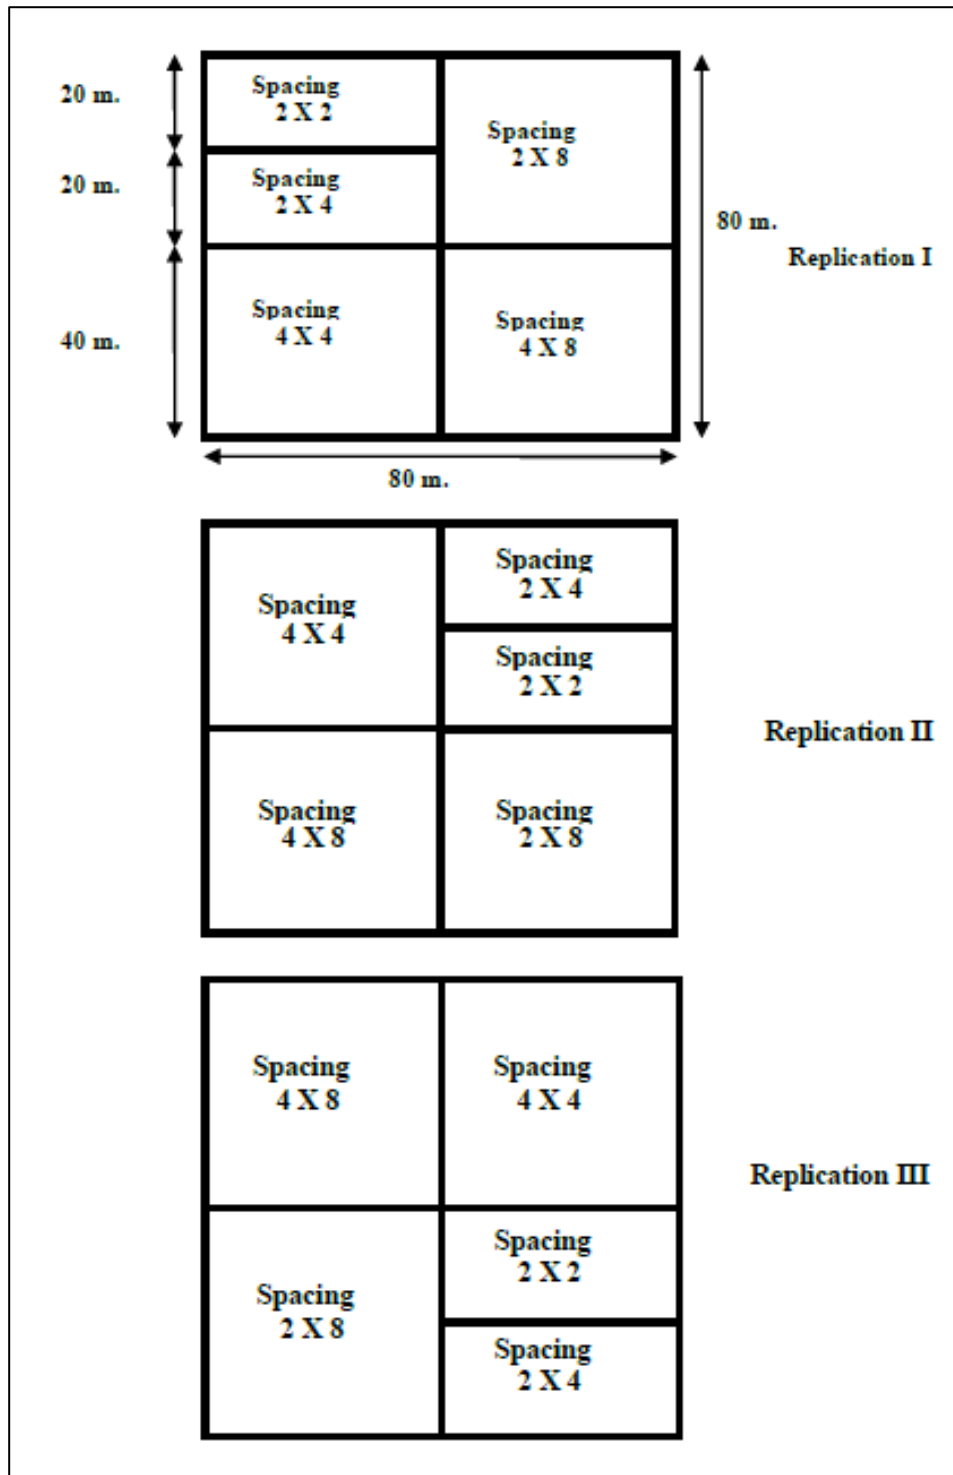 20 m.
Spacing
2 X 2
Spacing
2 X 8
20 m.
Spacing
2 X 4
80 m.
Replication I
40 m.
Spacing
4 X 4
Spacing
4 X 8
80 m.
Spacing
4 X 4
Spacing
2 X 4
Spacing
2 X 2
Replication II
Spacing
4 X 8
Spacing
2 X 8
Spacing
4 X 8
Spacing
4 X 4
Replication III
Spacing
2 X 8
Spacing
2 X 2
Spacing
2 X 4